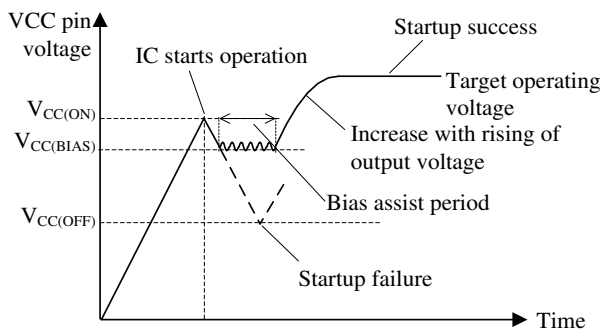 VCC pin
voltage
Startup success
IC starts operation
Target operating
voltage
VCC(ON)
Increase with rising of
output voltage
VCC(BIAS)
Bias assist period
VCC(OFF)
Startup failure
Time